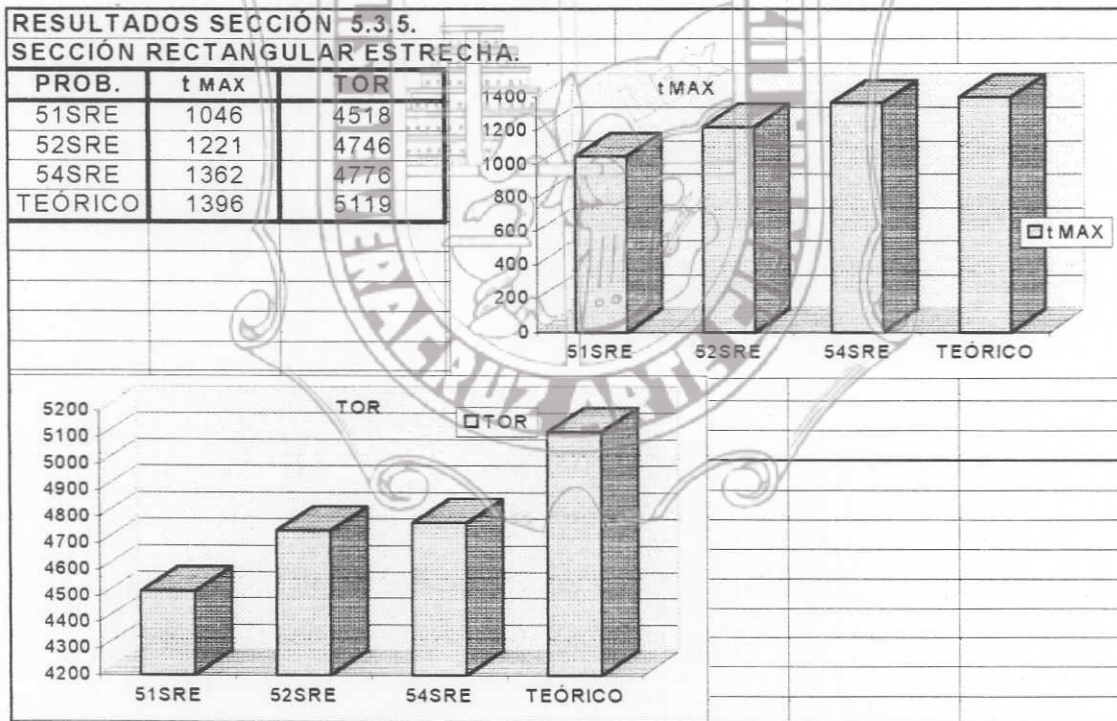 RESULTADOS SECCIÓN 5.3.5.
SECCIÓN RECTANGULAR ESTRECHA.
PROB. t MAX TOR
51SRE 1046 4518
52SRE 1221 4746
54SRE 1362 4776
TEÓRICO 1396 5119
t MAX
1400
1200
1000
800
600
400
200
0
51SRE 52SRE 54SRE TEÓRICO
t MAX
TOR
TOR
5200
5100
5000
4900
4800
4700
4600
4500
4400
4300
4200
51SRE 52SRE 54SRE TEÓRICO
ERACRUZ ARTE